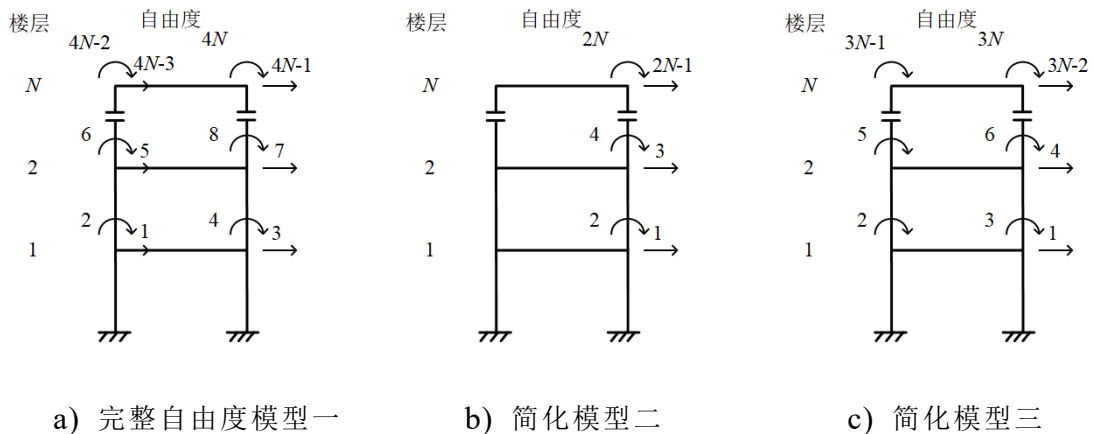 楼层 自由度
4N-2 4N
4N-3 4N-1
N
6 8
5 7
2
2 4
1 3
1
a) 完整自由度模型一
楼层 自由度
2N
2N-1
N
4
3
2
2
1
1
b) 简化模型二
楼层 自由度
3N-1 3N
3N-2
N
5 6
4
2
2 3
1
1
c) 简化模型三